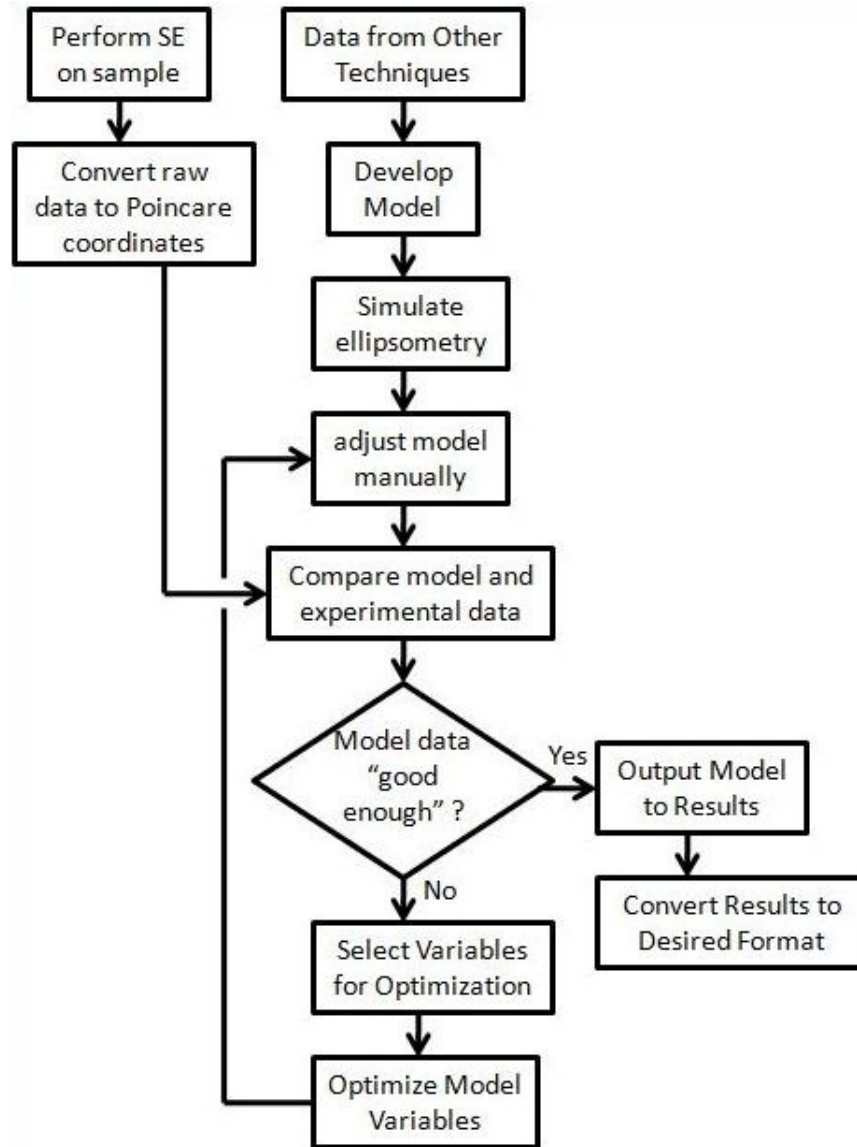 Perform SE
on sample
Data from Other
Techniques
Convert raw
data to Poincare
coordinates
Develop
Model
Simulate
ellipsometry
adjust model
manually
Compare model and
experimental data
Model data
“good
enough” ?
Yes
Output Model
to Results
Convert Results to
Desired Format
No
Select Variables
for Optimization
Optimize Model
Variables